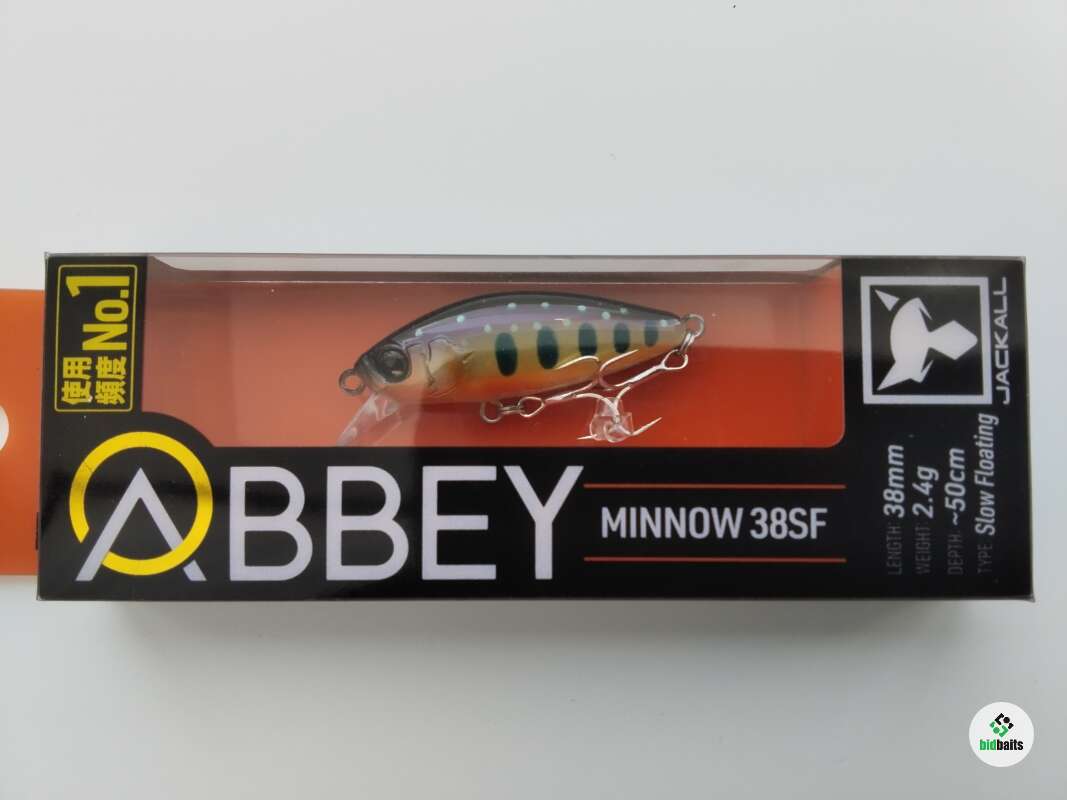 使用
頻度
No.1
JACKALL
ABBEY
MINNOW 38SF
LENGTH: 38mm
WEIGHT: 2.4g
DEPTH: ~50cm
TYPE: Slow Floating
bidbaits